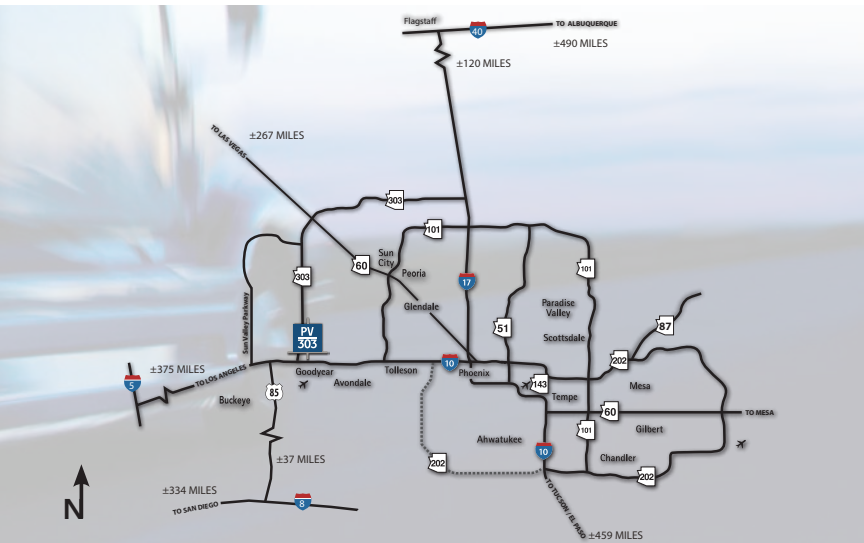 Flagstaff
40
TO ALBUQUERQUE
±490 MILES
±120 MILES
±267 MILES
TO LAS VEGAS
303
101
Sun
City
60
Peoria
101
303
17
Glendale
Paradise
Valley
Sun Valley Parkway
PV
303
51
Scottsdale
87
202
±375 MILES
5
TO LOS ANGELES
Goodyear
Avondale
Tolleson
10
Phoenix
143
Tempe
Mesa
Buckeye
85
60
TO MESA
101
Gilbert
Ahwatukee
10
Chandler
±37 MILES
202
202
±334 MILES
TO SAN DIEGO
8
N
TO TUCSON / EL PASO
±459 MILES